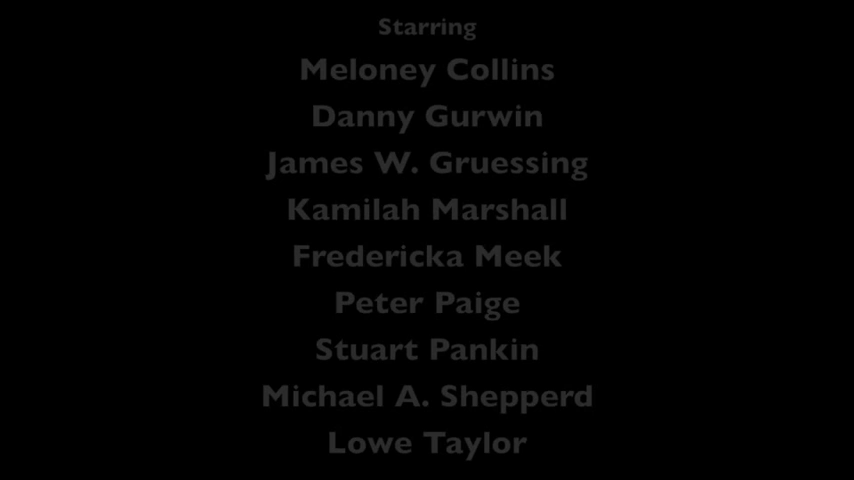 Starring
Meloney Collins
Danny Gurwin
James W. Gruessing
Kamilah Marshall
Fredericka Meek
Peter Paige
Stuart Pankin
Michael A. Shepperd
Lowe Taylor